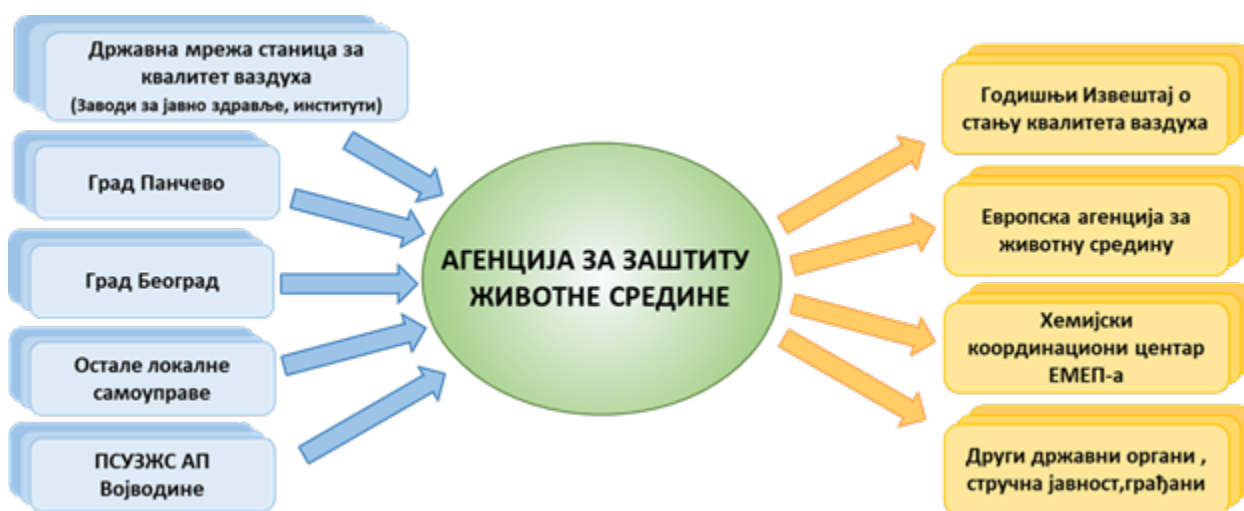 Државна мрежа станица за
квалитет ваздуха
(Заводи за јавно здравље, институти)
Град Панчево
Град Београд
Остале локалне
самоуправе
ПСУЗЖС АП
Војводине
АГЕНЦИЈА ЗА ЗАШТИТУ
ЖИВОТНЕ СРЕДИНЕ
Годишњи Извештај о
стању квалитета ваздуха
Европска агенција за
животну средину
Хемијски
координациони центар
ЕМЕП-а
Други државни органи ,
стручна јавност,грађани